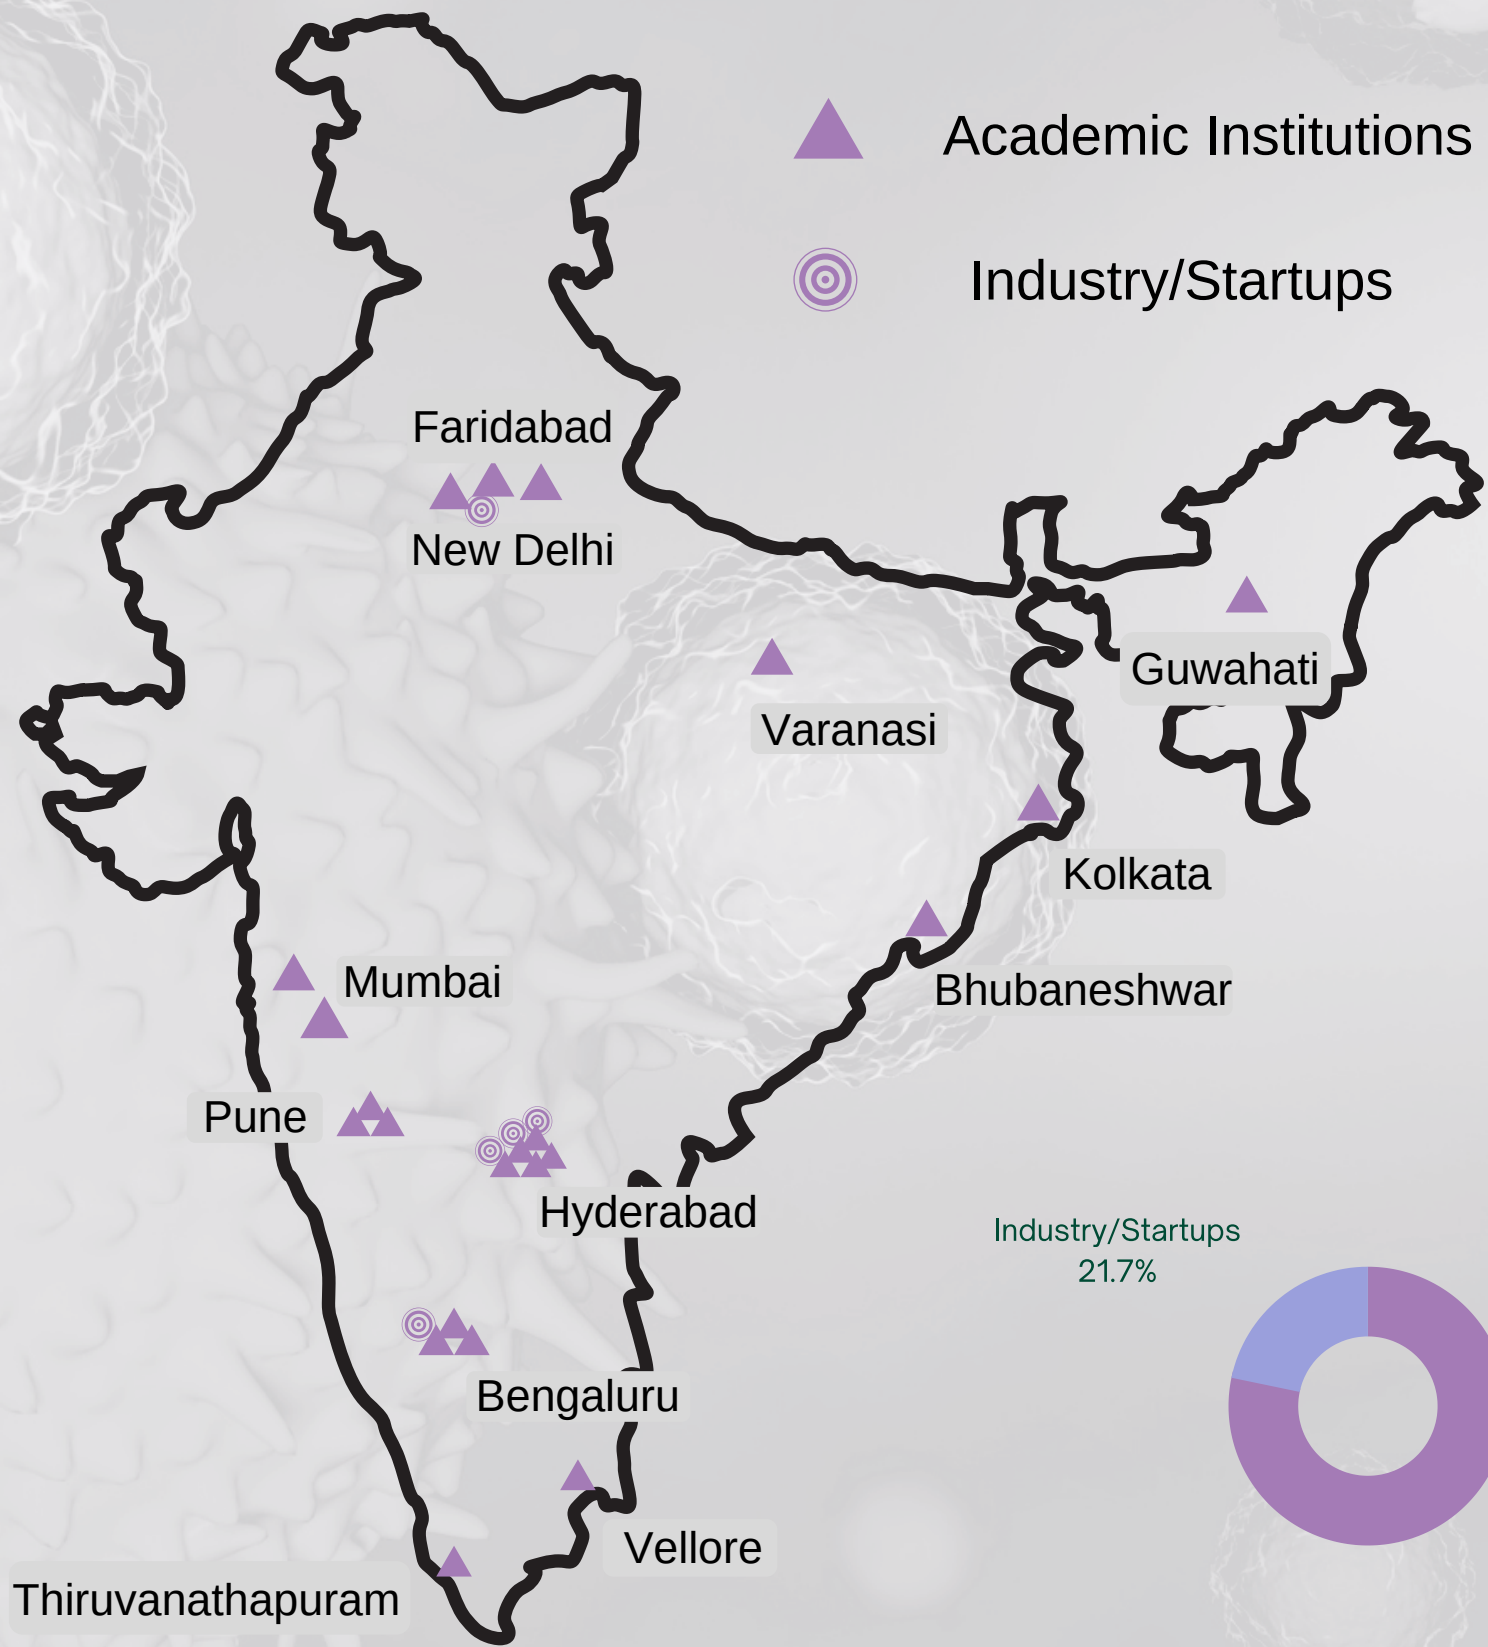 Academic Institutions
Industry/Startups
Faridabad
New Delhi
Guwahati
Varanasi
Kolkata
Bhubaneshwar
Mumbai
Pune
Hyderabad
Industry/Startups
21.7%
Bengaluru
Vellore
Thiruvanathapuram